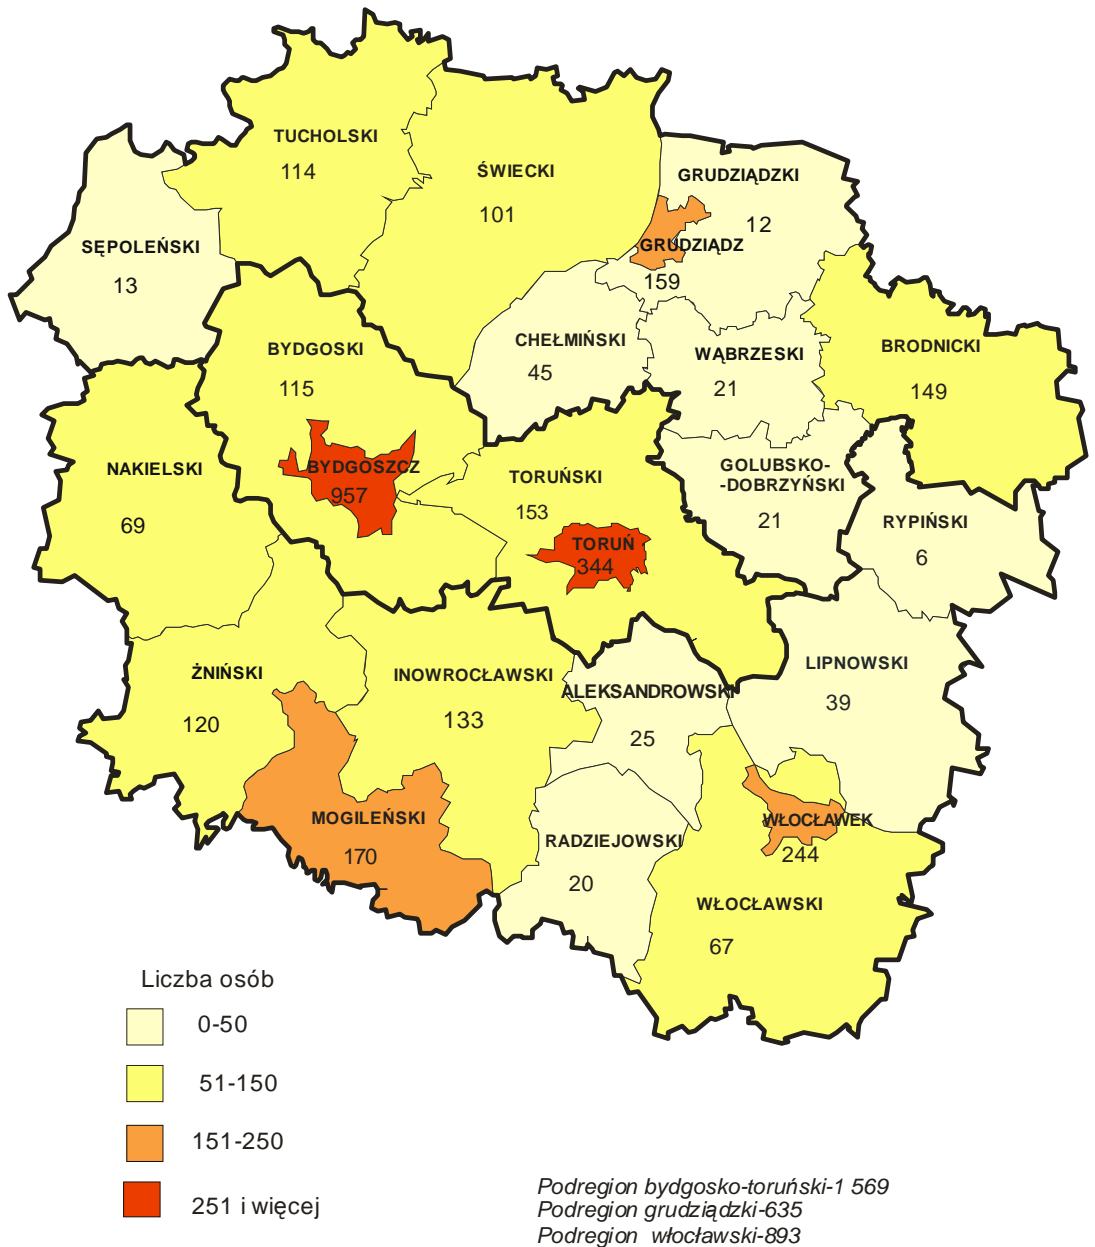 TUCHOLSKI
114
ŚWIECKI
101
GRUDZIĄDZKI
12
GRUDZIĄDZ
159
SĘPOLEŃSKI
13
BYDGOSKI
115
CHEŁMIŃSKI
45
WĄBRZESKI
21
BRODNICKI
149
NAKIELSKI
69
BYDGOSZCZ
957
TORUŃSKI
153
TORUŃ
344
GOLUBSKO-
-DOBRZYŃSKI
21
RYPIŃSKI
6
ŻNIŃSKI
120
INOWROCŁAWSKI
133
ALEKSANDROWSKI
25
LIPNOWSKI
39
MOGILEŃSKI
170
RADZIEJOWSKI
20
WŁOCŁAWEK
244
WŁOCŁAWSKI
67
Liczba osób
0-50
51-150
151-250
251 i więcej
Podregion bydgosko-toruński-1 569
Podregion grudziądzki-635
Podregion włocławski-893